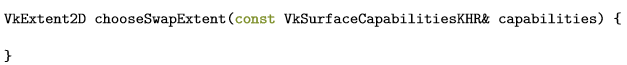 VkExtent2D chooseSwapExtent(const VkSurfaceCapabilitiesKHR& capabilities) {
}